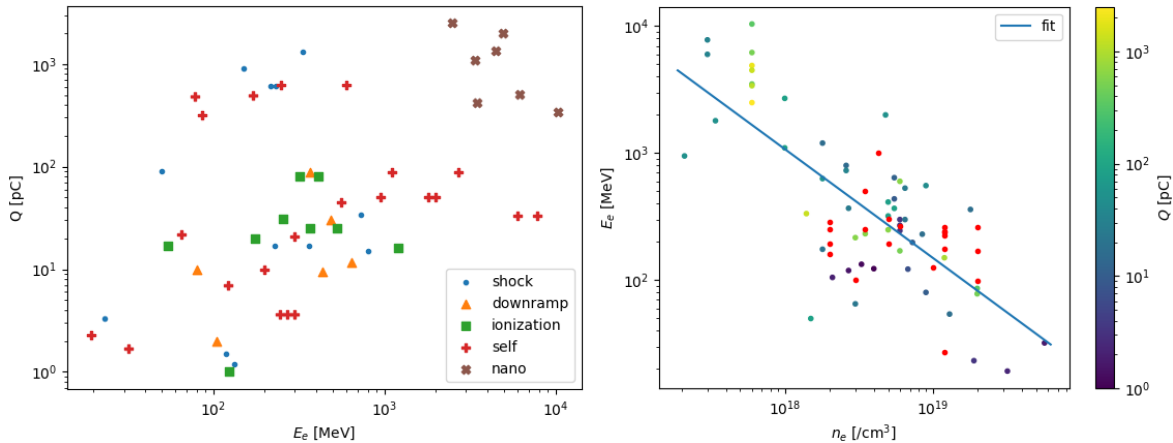 10³
10²
10¹
10⁰
Q [pC]
10²
10³
10⁴
E_e [MeV]
shock
downramp
ionization
self
nano
10⁴
10³
10²
E_e [MeV]
10¹⁸
10¹⁹
n_e [/cm³]
fit
10³
10²
10¹
10⁰
Q [pC]